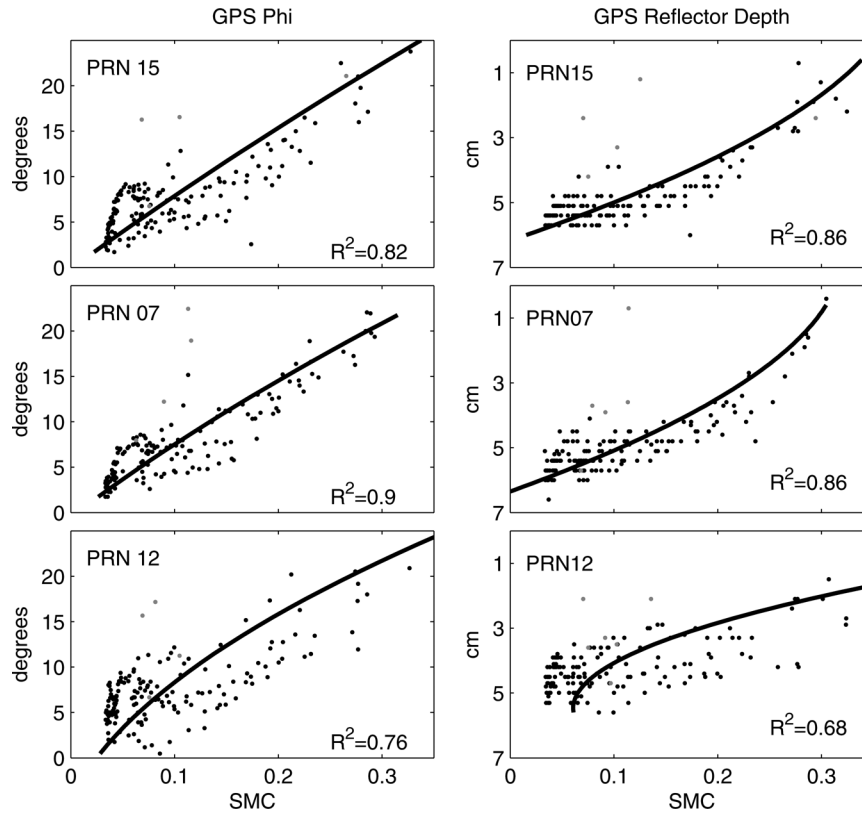 GPS Phi
GPS Reflector Depth
PRN 15
degrees
20
15
10
5
0
R²=0.82
PRN15
cm
1
3
5
7
R²=0.86
PRN 07
degrees
20
15
10
5
0
R²=0.9
PRN07
cm
1
3
5
7
R²=0.86
PRN 12
degrees
20
15
10
5
0
R²=0.76
0 0.1 0.2 0.3
SMC
PRN12
cm
1
3
5
7
R²=0.68
0 0.1 0.2 0.3
SMC